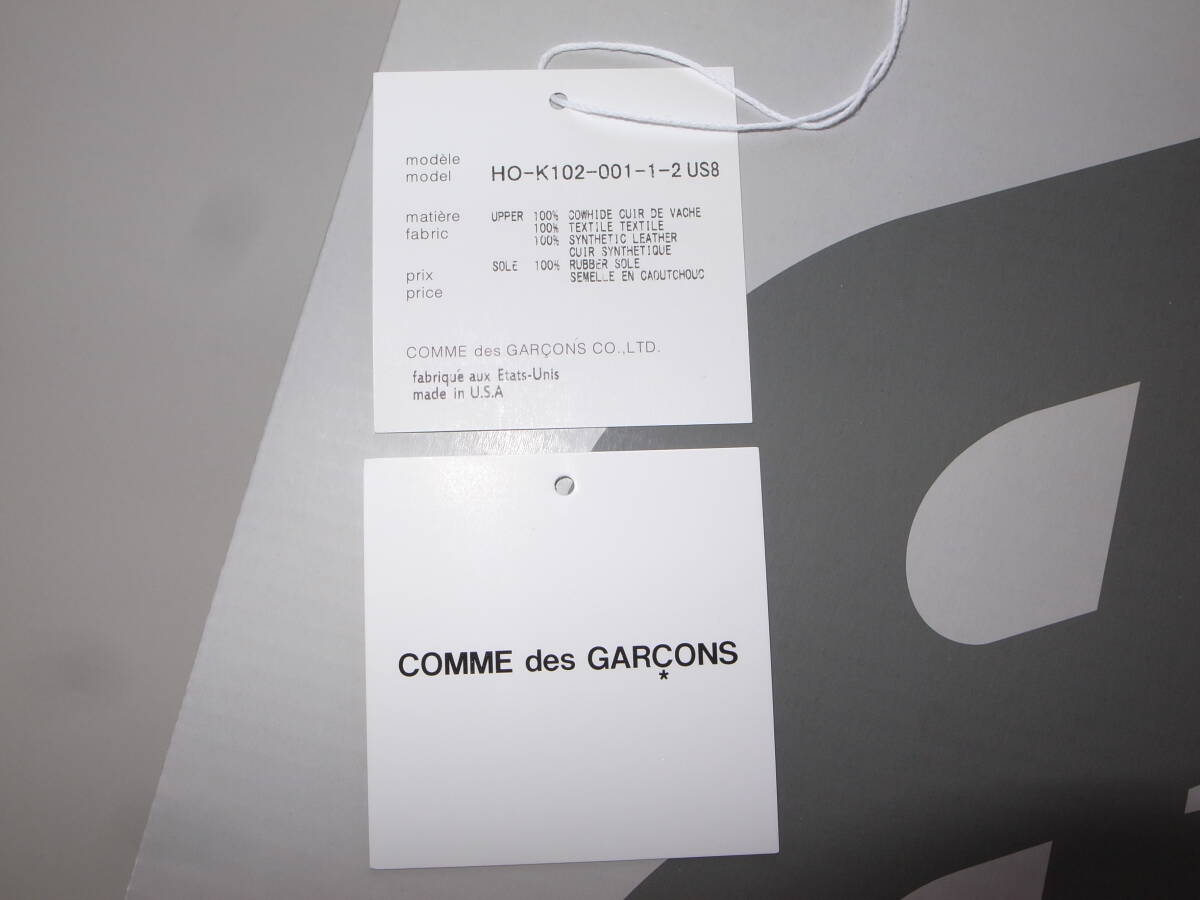 modèle
model HO-K102-001-1-2 US8
matière UPPER 100% COWHIDE CUIR DE VACHE
100% TEXTILE TEXTILE
fabric 100% SYNTHETIC LEATHER
CUIR SYNTHETIQUE
SOLE 100% RUBBER SOLE
prix SEMELLE EN CAOUTCHOUC
price
COMME des GARÇONS CO.,LTD.
fabriqué aux Etats-Unis
made in U.S.A
COMME des GARÇONS
*